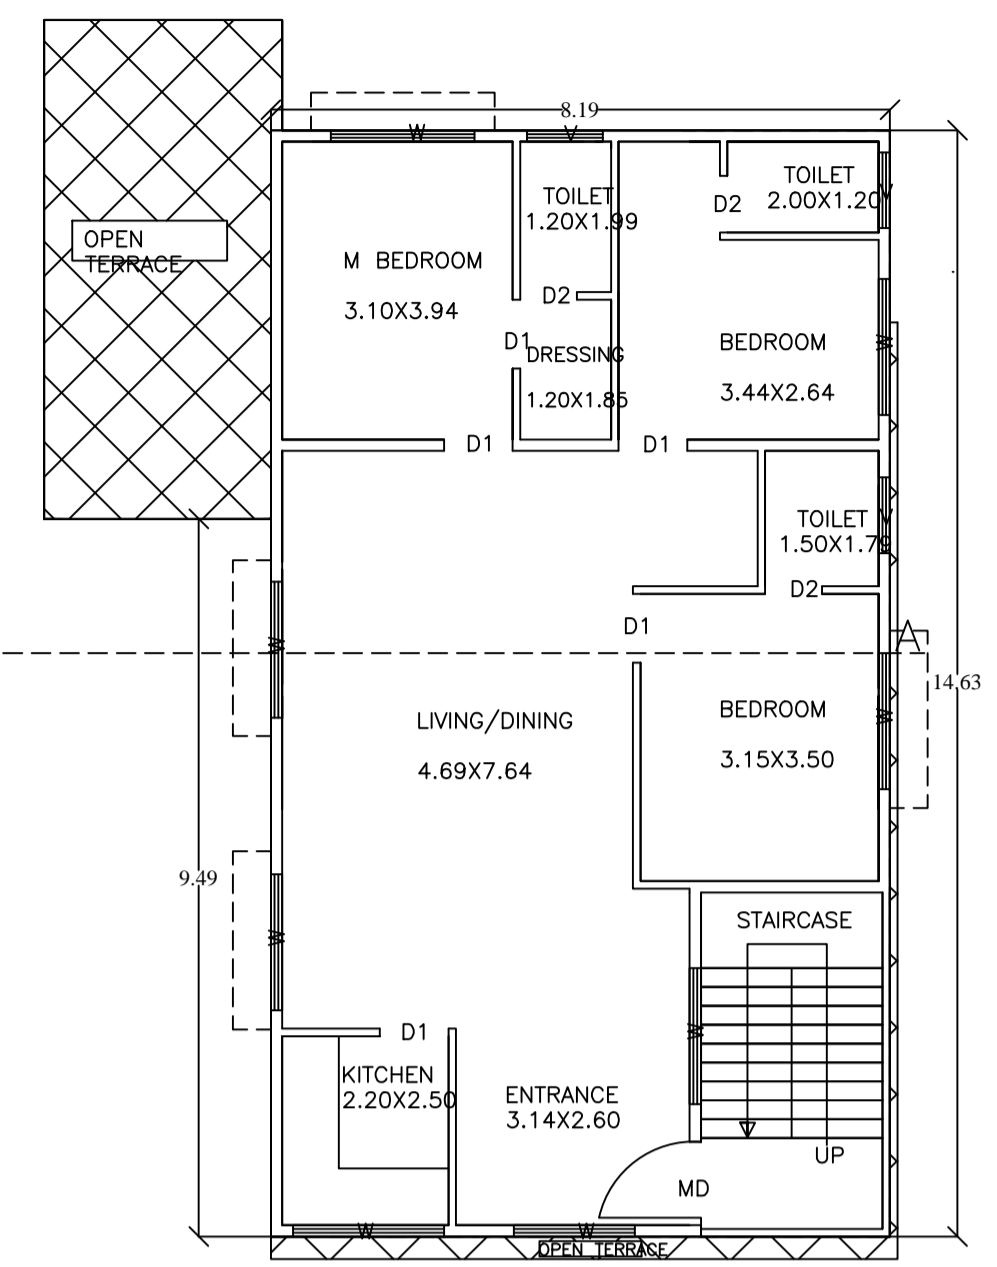 8.19
W
V
TOILET
2.00X1.20
V
TOILET
1.20X1.99
D2
OPEN
TERRACE
M BEDROOM
3.10X3.94
D2
D1
DRESSING
1.20X1.85
BEDROOM
3.44X2.64
W
D1
D1
TOILET
1.50X1.79
V
D2
D1
A
W
14.63
LIVING/DINING
4.69X7.64
BEDROOM
3.15X3.50
W
9.49
W
STAIRCASE
D1
W
KITCHEN
2.20X2.50
ENTRANCE
3.14X2.60
UP
MD
W
W
OPEN TERRACE